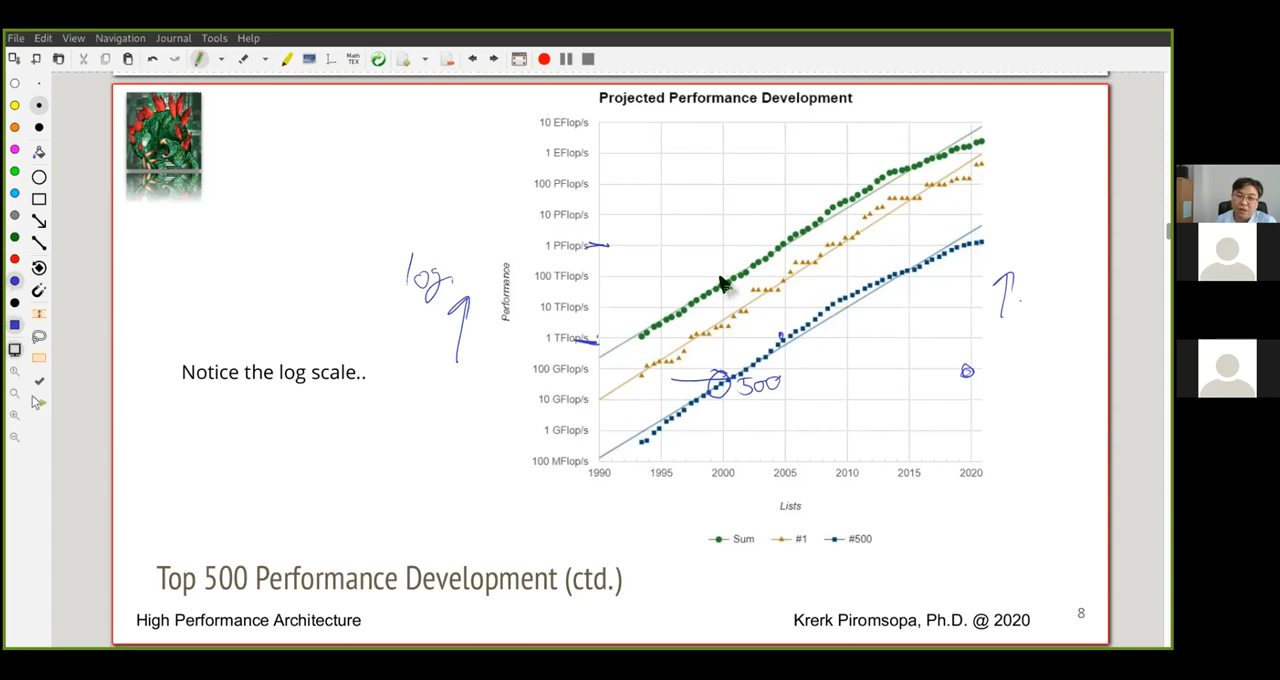 File Edit View Navigation Journal Tools Help
Math
TEX
Projected Performance Development
10 EFlop/s
1 EFlop/s
100 PFlop/s
10 PFlop/s
1 PFlop/s
100 TFlop/s
10 TFlop/s
1 TFlop/s
100 GFlop/s
10 GFlop/s
1 GFlop/s
100 MFlop/s
Performance
1990 1995 2000 2005 2010 2015 2020
Lists
Sum #1 #500
log.
500
Notice the log scale..
Top 500 Performance Development (ctd.)
High Performance Architecture
Krerk Piromsopa, Ph.D. @ 2020
8